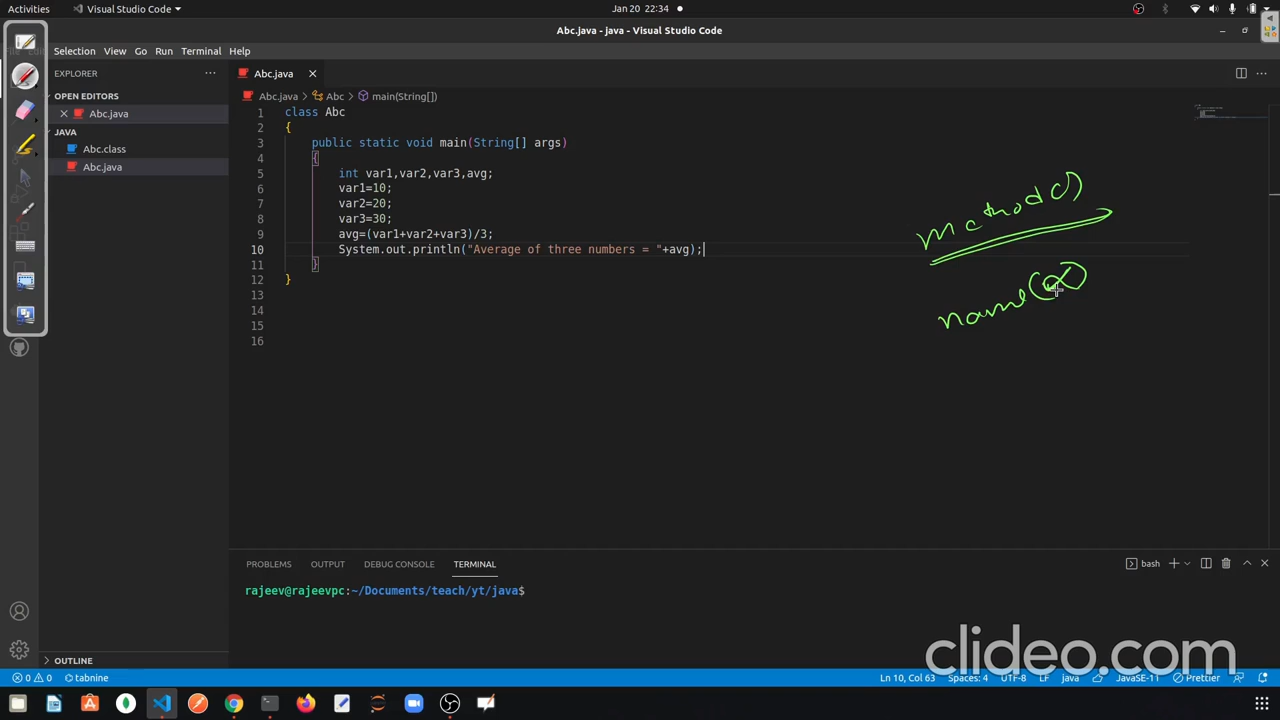 Activities
Visual Studio Code
Jan 20 22:34
Abc.java - java - Visual Studio Code
Selection View Go Run Terminal Help
EXPLORER
OPEN EDITORS
Abc.java
JAVA
Abc.class
Abc.java
OUTLINE
Abc.java
Abc.java > Abc > main(String[])
1 class Abc
2 {
3 public static void main(String[] args)
4 {
5 int var1,var2,var3,avg;
6 var1=10;
7 var2=20;
8 var3=30;
9 avg=(var1+var2+var3)/3;
10 System.out.println("Average of three numbers = "+avg);
11 }
12 }
13
14
15
16
method()
name()
PROBLEMS OUTPUT DEBUG CONSOLE TERMINAL
bash
rajeev@rajeevpc:~/Documents/teach/yt/java$
clideo.com
0 0 tabnine
Ln 10, Col 63 Spaces: 4 UTF-8 LF java JavaSE-11 Prettier